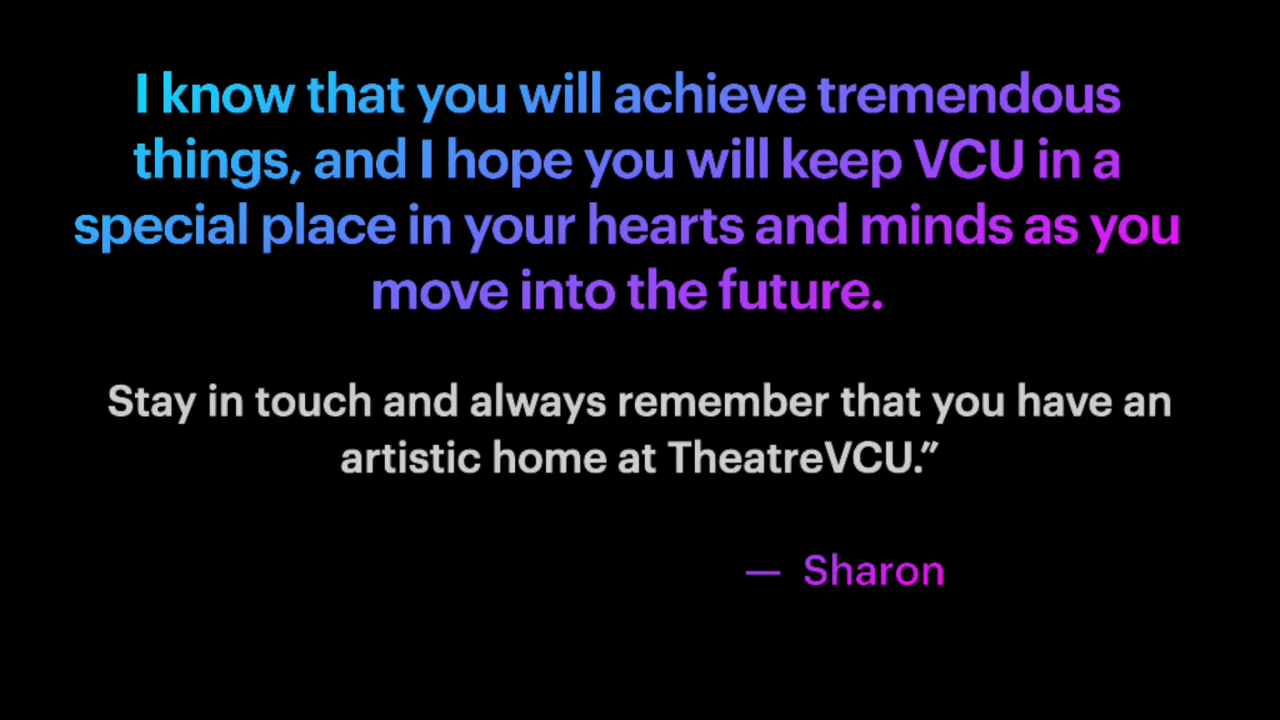 I know that you will achieve tremendous
things, and I hope you will keep VCU in a
special place in your hearts and minds as you
move into the future.
Stay in touch and always remember that you have an
artistic home at TheatreVCU.”
— Sharon